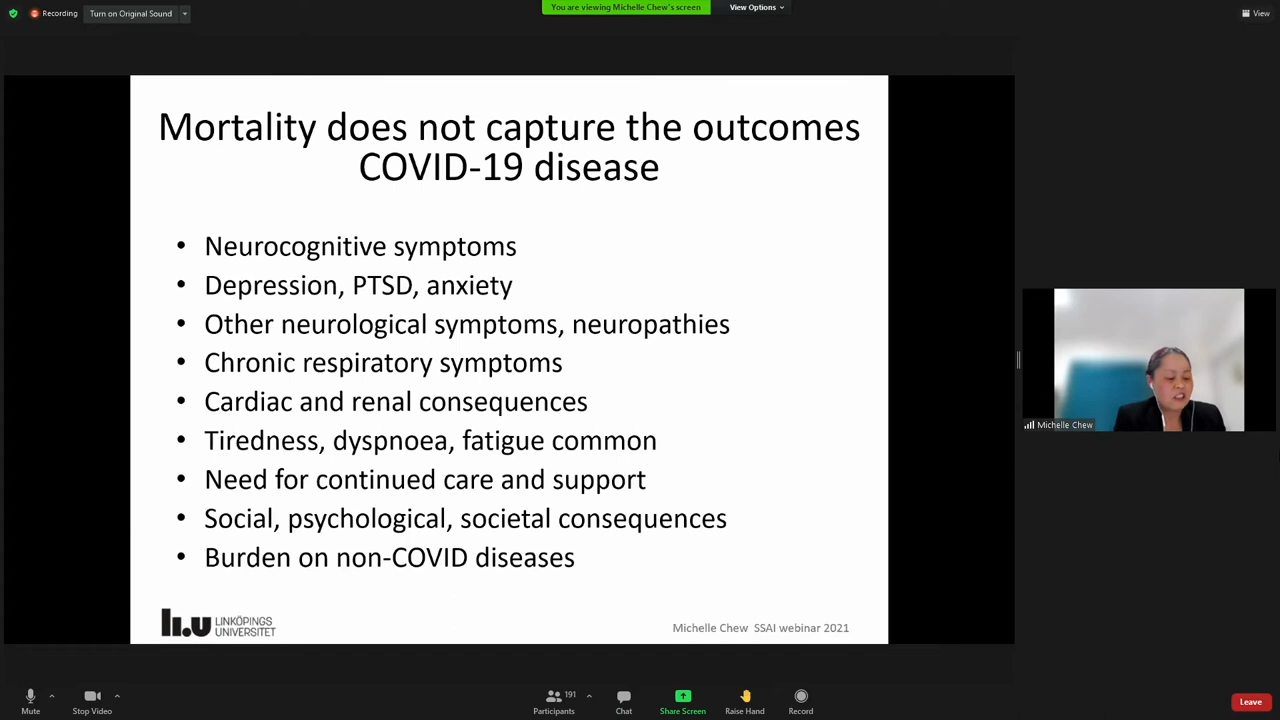 Recording
Turn on Original Sound
You are viewing Michelle Chew's screen
View Options
View
Mortality does not capture the outcomes
COVID-19 disease
• Neurocognitive symptoms
• Depression, PTSD, anxiety
• Other neurological symptoms, neuropathies
• Chronic respiratory symptoms
• Cardiac and renal consequences
• Tiredness, dyspnoea, fatigue common
• Need for continued care and support
• Social, psychological, societal consequences
• Burden on non-COVID diseases
li.u LINKÖPINGS
UNIVERSITET
Michelle Chew SSAI webinar 2021
Michelle Chew
Mute
Stop Video
191
Participants
Chat
Share Screen
Raise Hand
Record
Leave